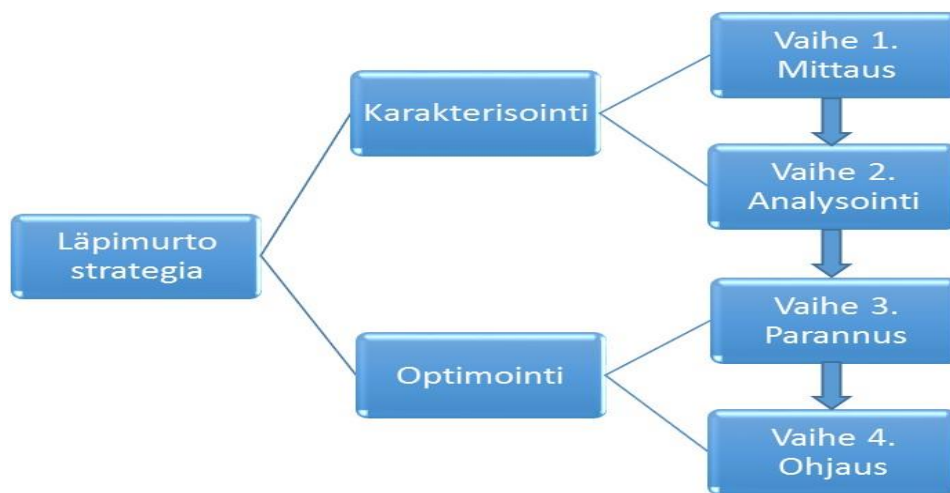 Läpimurto
strategia
Karakterisointi
Optimointi
Vaihe 1.
Mittaus
Vaihe 2.
Analysointi
Vaihe 3.
Parannus
Vaihe 4.
Ohjaus